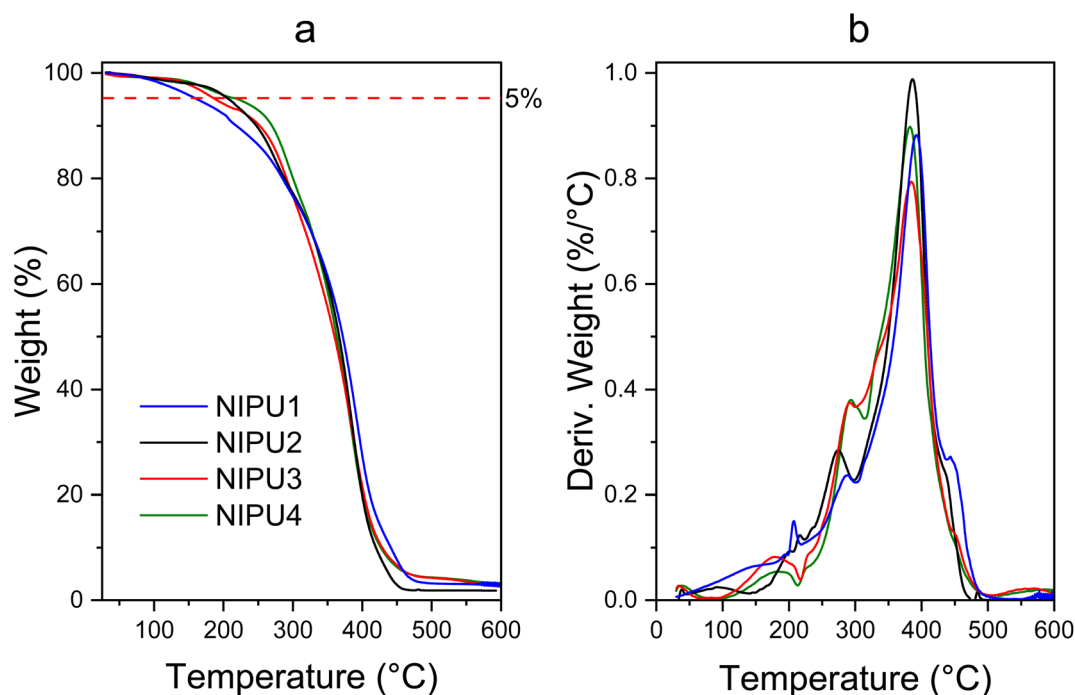 a
100
80
60
40
20
0
Weight (%)
5%
NIPU1
NIPU2
NIPU3
NIPU4
100 200 300 400 500 600
Temperature (°C)
b
1.0
0.8
0.6
0.4
0.2
0.0
Deriv. Weight (%/°C)
0 100 200 300 400 500 600
Temperature (°C)